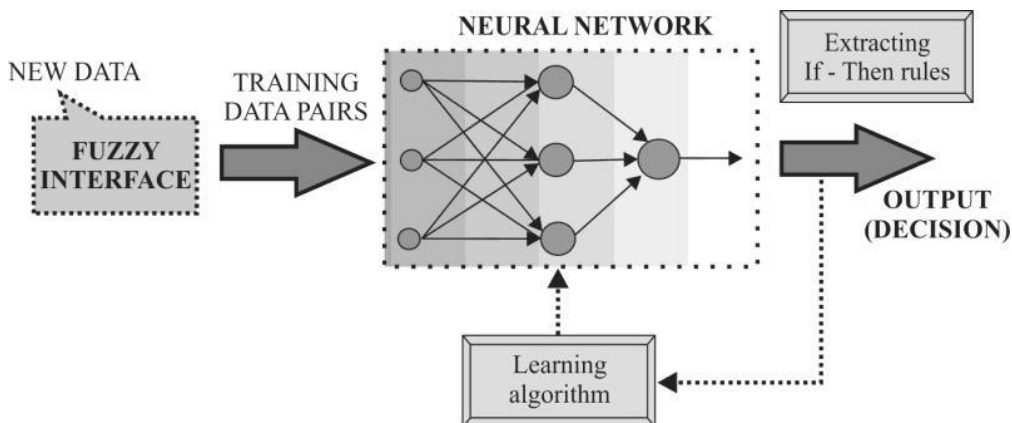 NEURAL NETWORK
Extracting
If - Then rules
NEW DATA
TRAINING
DATA PAIRS
FUZZY
INTERFACE
OUTPUT
(DECISION)
Learning
algorithm